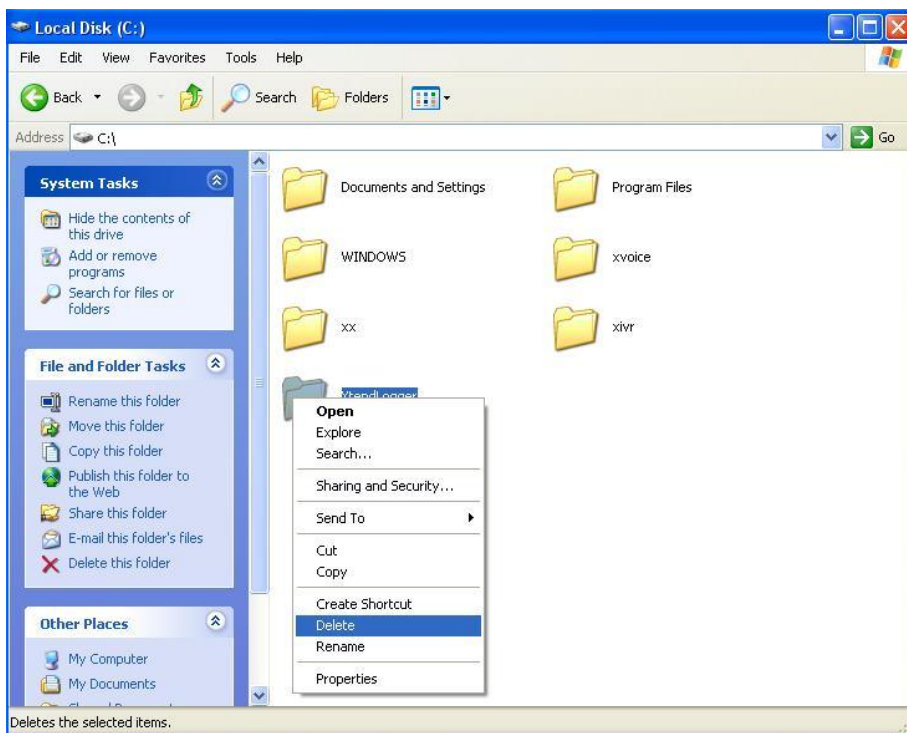 Local Disk (C:)
File Edit View Favorites Tools Help
Back Search Folders
Address C:\ Go
System Tasks
Hide the contents of
this drive
Add or remove
programs
Search for files or
folders
File and Folder Tasks
Rename this folder
Move this folder
Copy this folder
Publish this folder to
the Web
Share this folder
E-mail this folder's files
Delete this folder
Other Places
My Computer
My Documents
Documents and Settings
Program Files
WINDOWS
xvoice
xx
xivr
XtendLogger
Open
Explore
Search...
Sharing and Security...
Send To
Cut
Copy
Create Shortcut
Delete
Rename
Properties
Deletes the selected items.